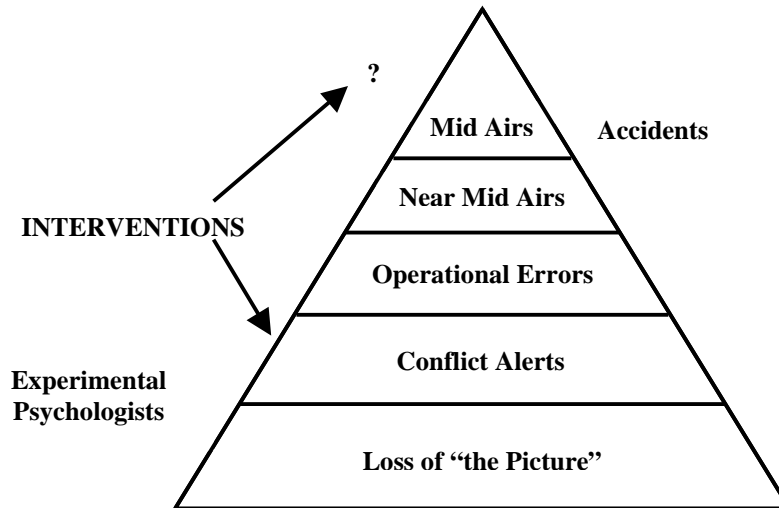 ?
Mid Airs
Accidents
Near Mid Airs
INTERVENTIONS
Operational Errors
Conflict Alerts
Experimental
Psychologists
Loss of “the Picture”